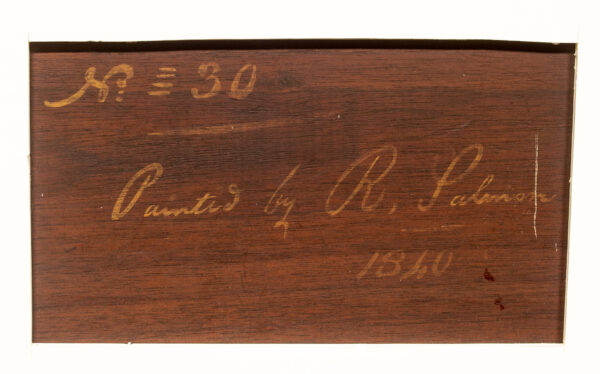 No. = 30
Painted by R. Salmon
1840